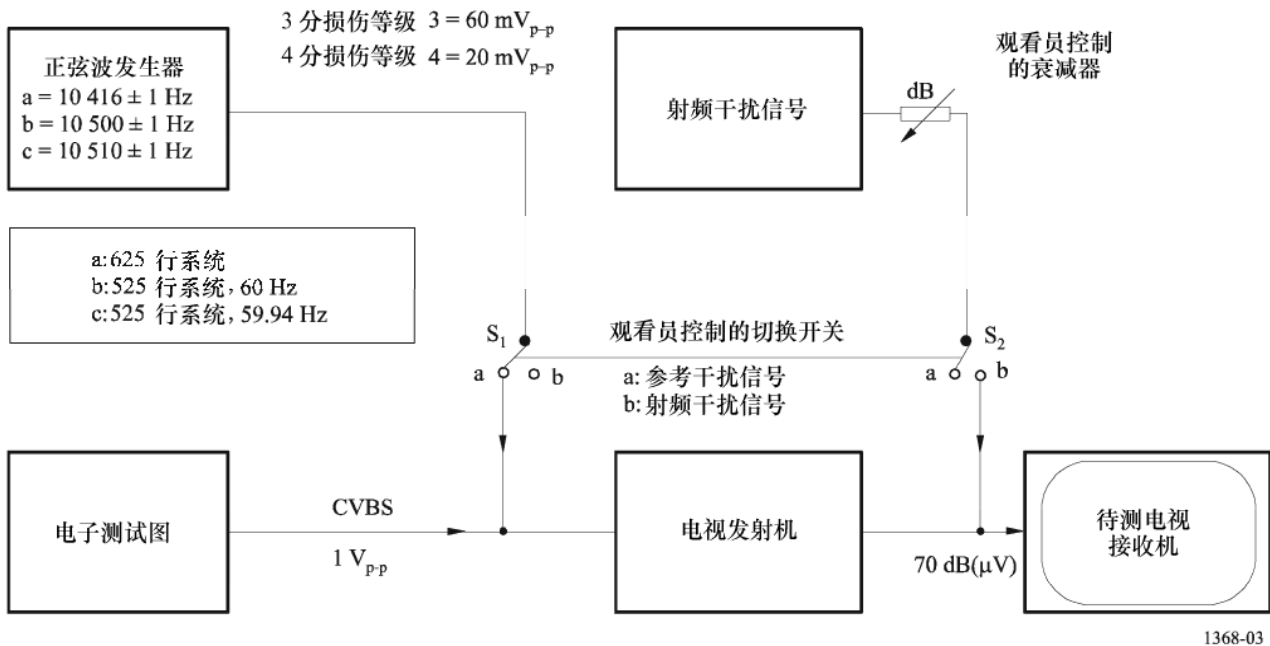 3 分损伤等级 3 = 60 mVp–p
4 分损伤等级 4 = 20 mVp–p
正弦波发生器
a = 10 416 ± 1 Hz
b = 10 500 ± 1 Hz
c = 10 510 ± 1 Hz
射频干扰信号
dB
观看员控制
的衰减器
a:625 行系统
b:525 行系统, 60 Hz
c:525 行系统, 59.94 Hz
S1
观看员控制的切换开关
S2
a
b
a: 参考干扰信号
b: 射频干扰信号
a
b
电子测试图
CVBS
1 Vp-p
电视发射机
70 dB(μV)
待测电视
接收机
1368-03